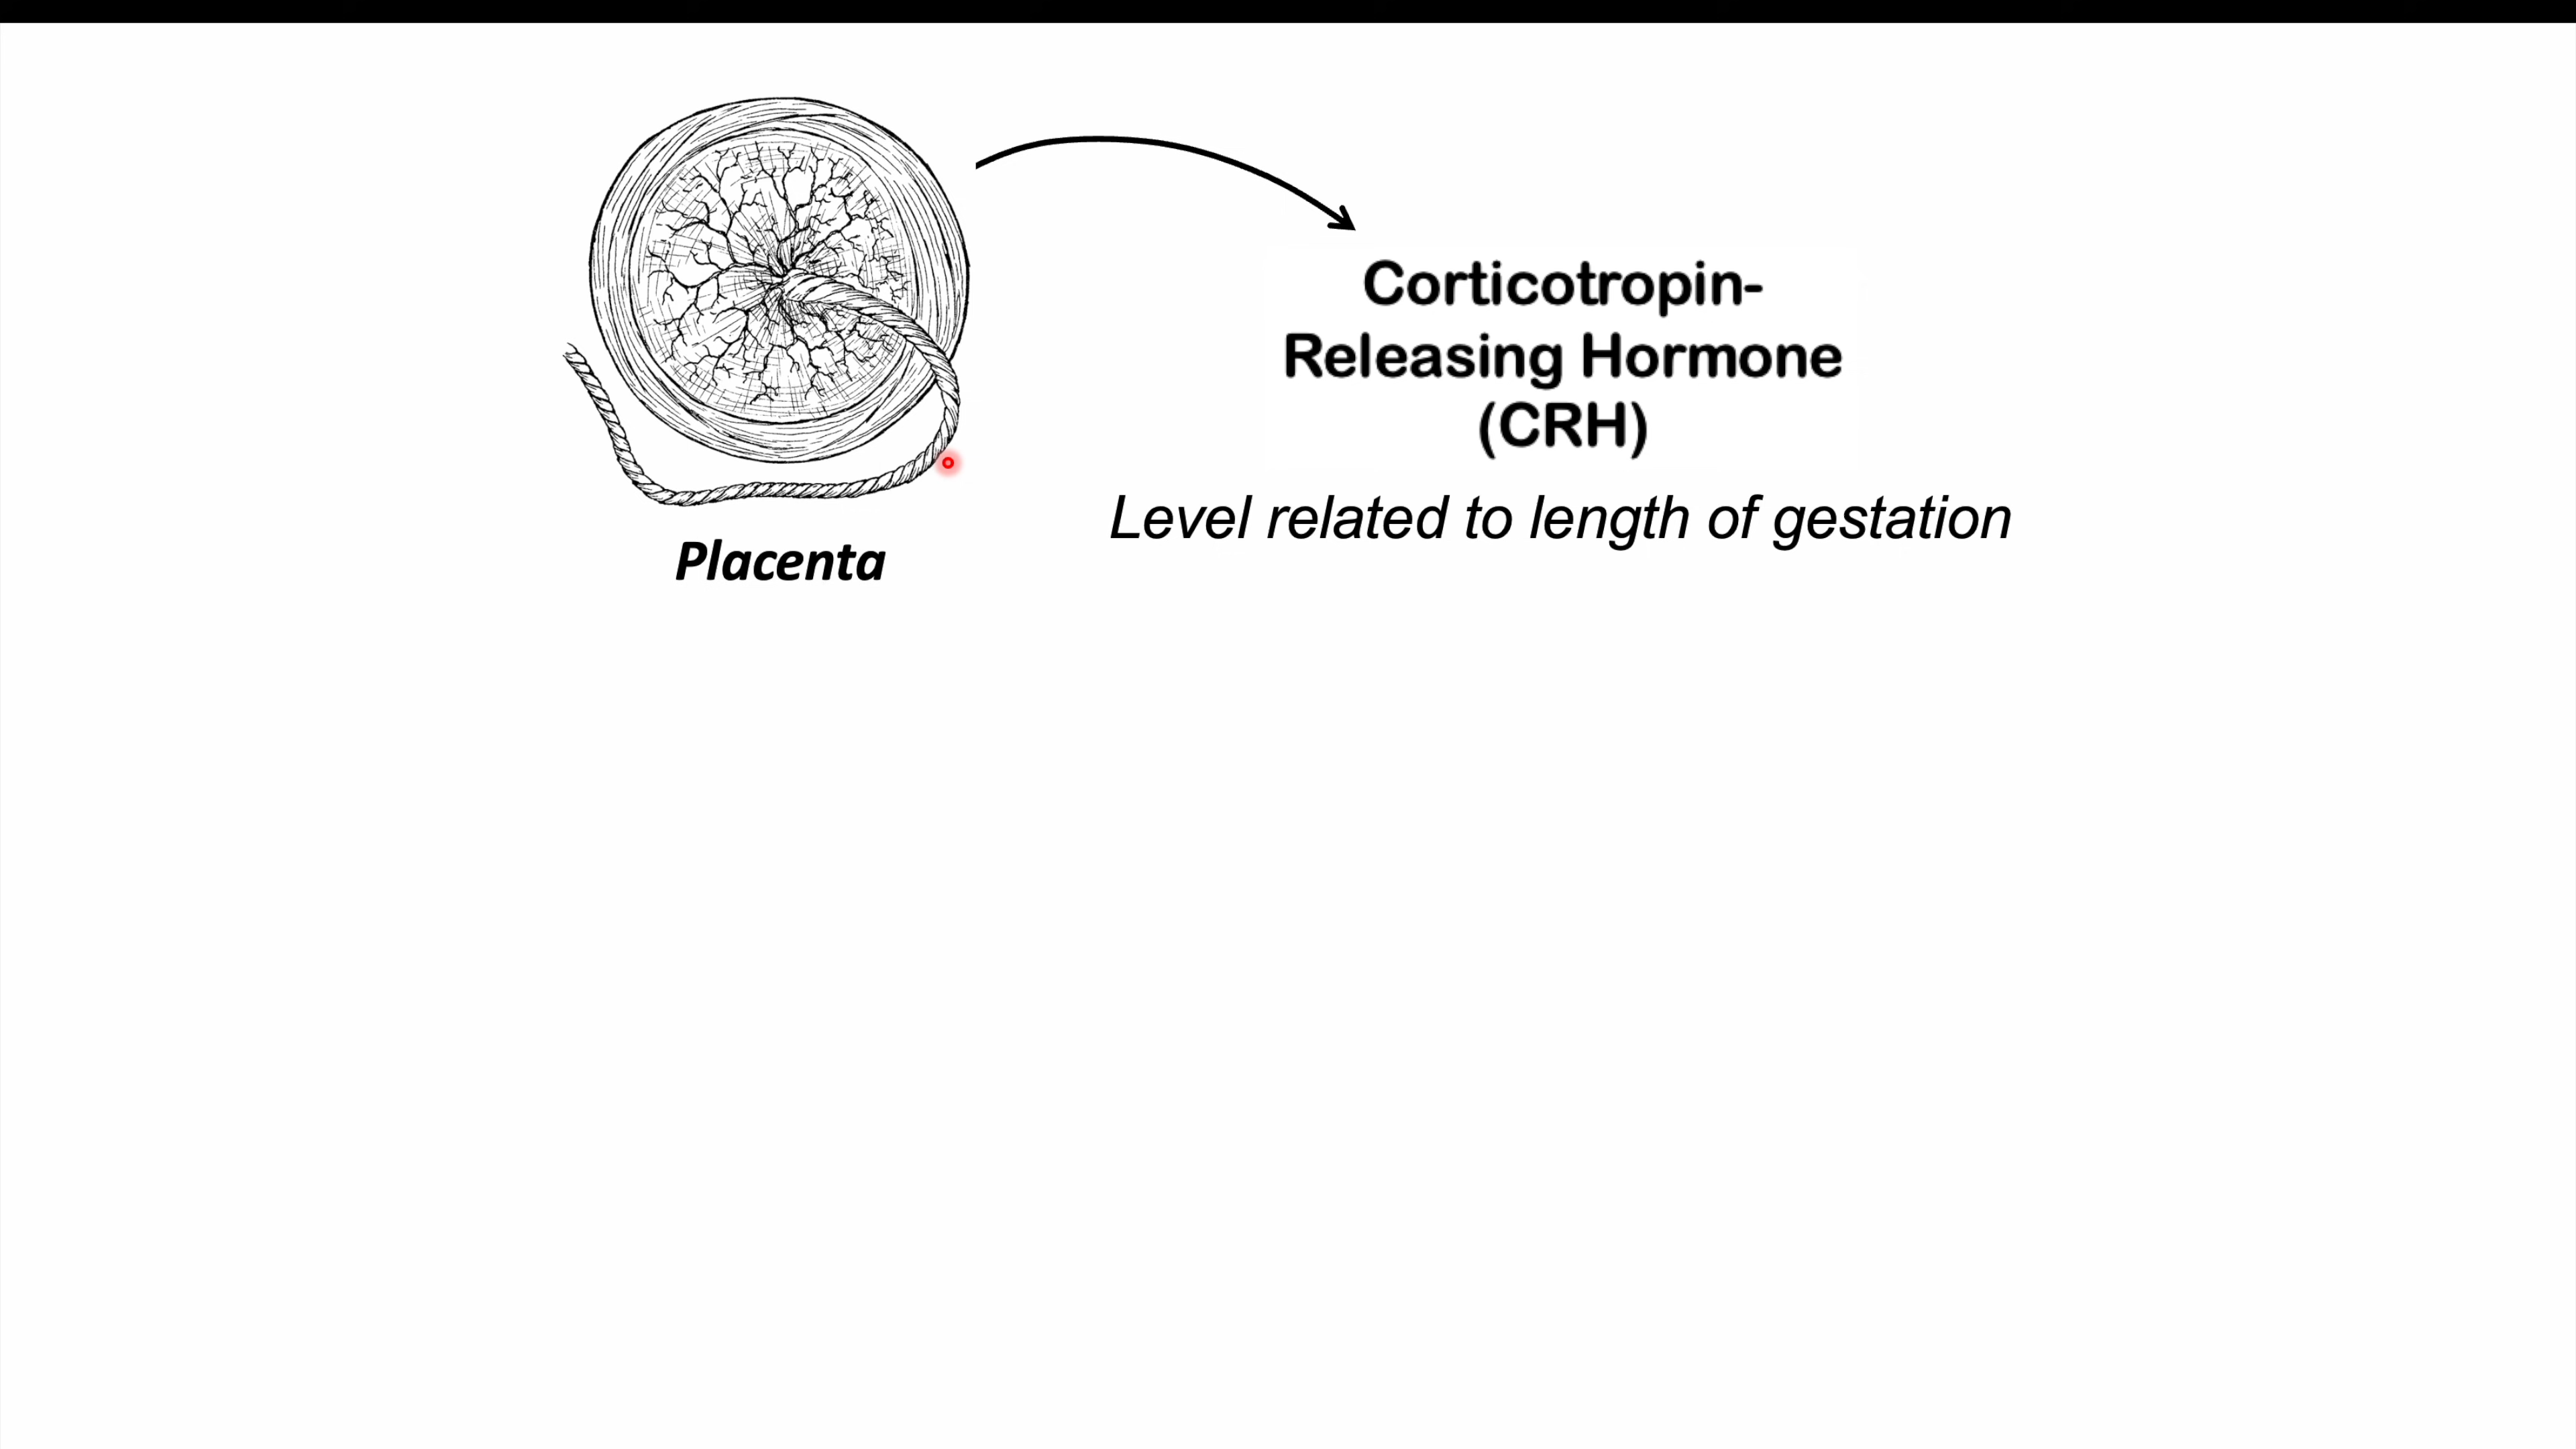 Corticotropin-
Releasing Hormone
(CRH)
Level related to length of gestation
Placenta